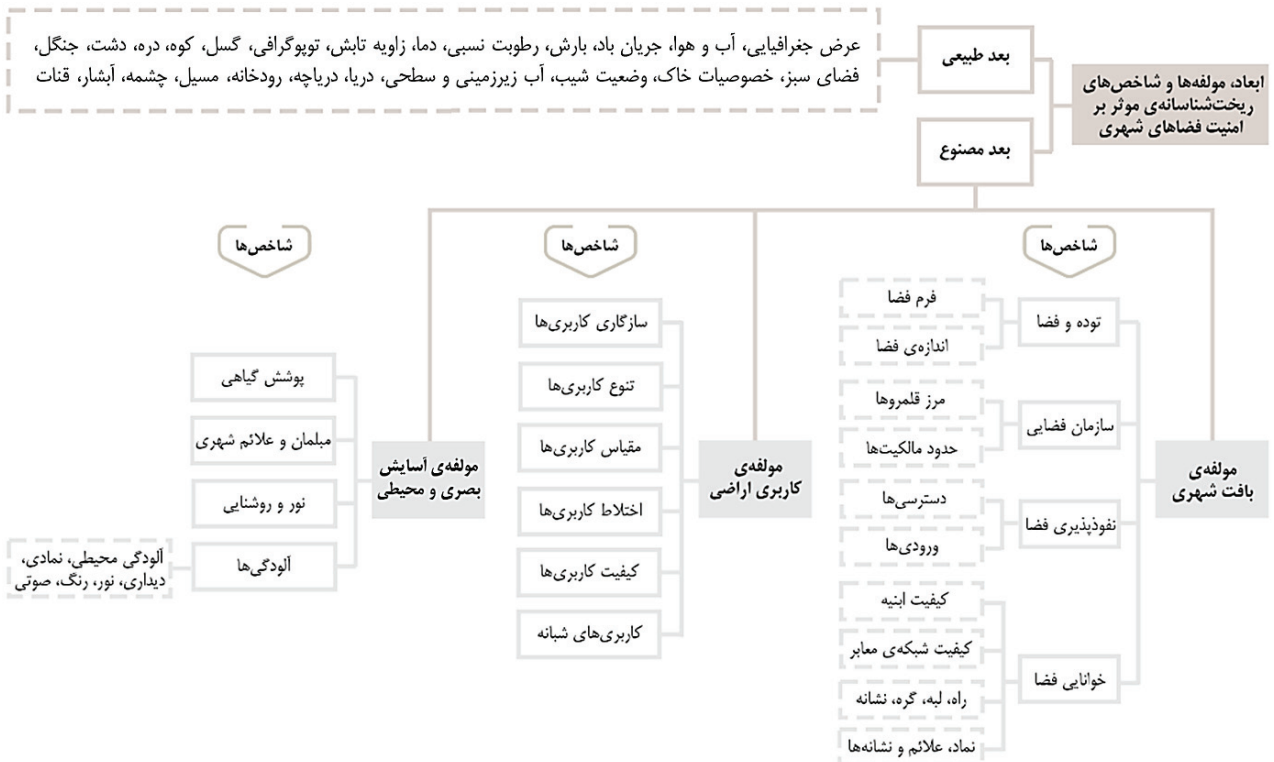 ابعاد، مولفه‌ها و شاخص‌های
ریخت‌شناسانه‌ی موثر بر
امنیت فضاهای شهری
بعد طبیعی
عرض جغرافیایی، آب و هوا، جریان باد، بارش، رطوبت نسبی، دما، زاویه تابش، توپوگرافی، گسل، کوه، دره، دشت، جنگل،
فضای سبز، خصوصیات خاک، وضعیت شیب، آب زیرزمینی و سطحی، دریا، دریاچه، رودخانه، مسیل، چشمه، آبشار، قنات
بعد مصنوع
مولفه‌ی
بافت شهری
شاخص‌ها
توده و فضا
فرم فضا
اندازه‌ی فضا
سازمان فضایی
مرز قلمروها
حدود مالکیت‌ها
نفوذپذیری فضا
دسترسی‌ها
ورودی‌ها
خوانایی فضا
کیفیت ابنیه
کیفیت شبکه‌ی معابر
راه، لبه، گره، نشانه
نماد، علائم و نشانه‌ها
مولفه‌ی
کاربری اراضی
شاخص‌ها
سازگاری کاربری‌ها
تنوع کاربری‌ها
مقیاس کاربری‌ها
اختلاط کاربری‌ها
کیفیت کاربری‌ها
کاربری‌های شبانه
مولفه‌ی آسایش
بصری و محیطی
شاخص‌ها
پوشش گیاهی
مبلمان و علائم شهری
نور و روشنایی
آلودگی‌ها
آلودگی محیطی، نمادی،
دیداری، نور، رنگ، صوتی